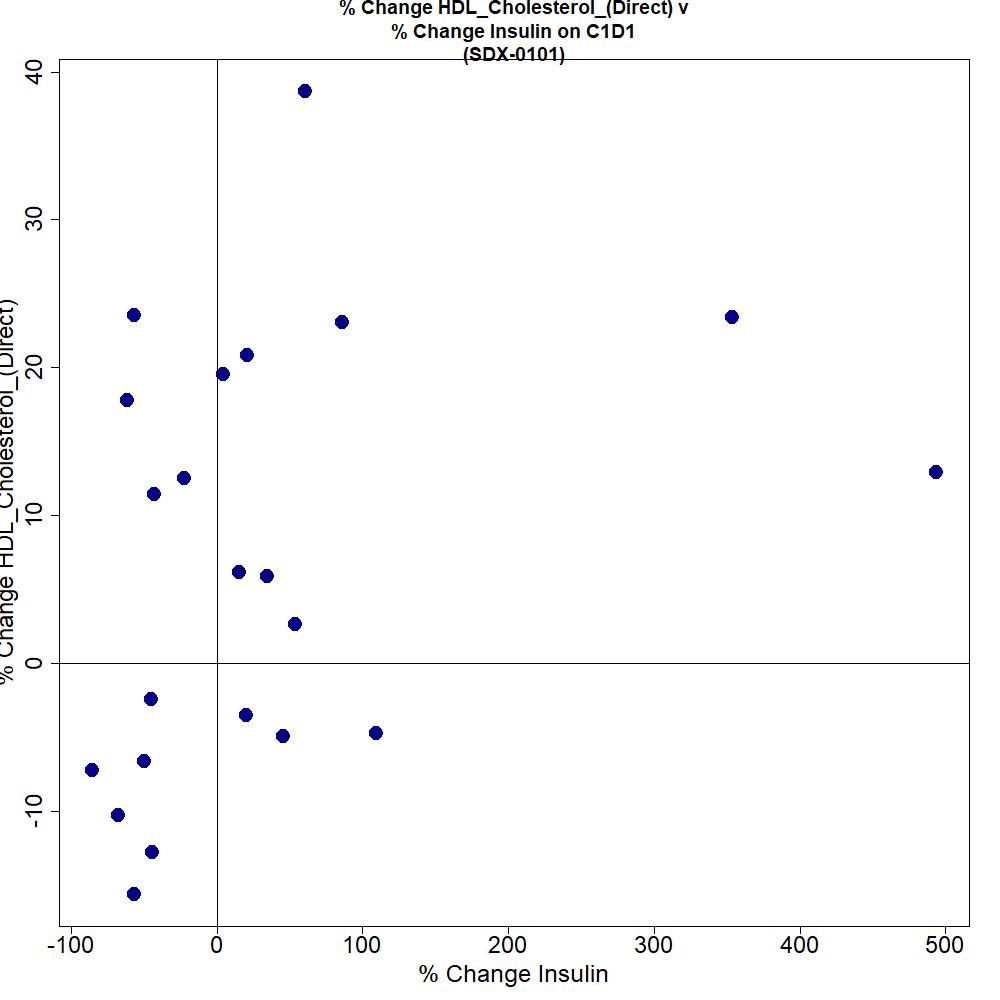 % Change HDL_Cholesterol_(Direct) v
% Change Insulin on C1D1
(SDX-0101)
% Change HDL_Cholesterol_(Direct)
40
30
20
10
0
-10
-100 0 100 200 300 400 500
% Change Insulin